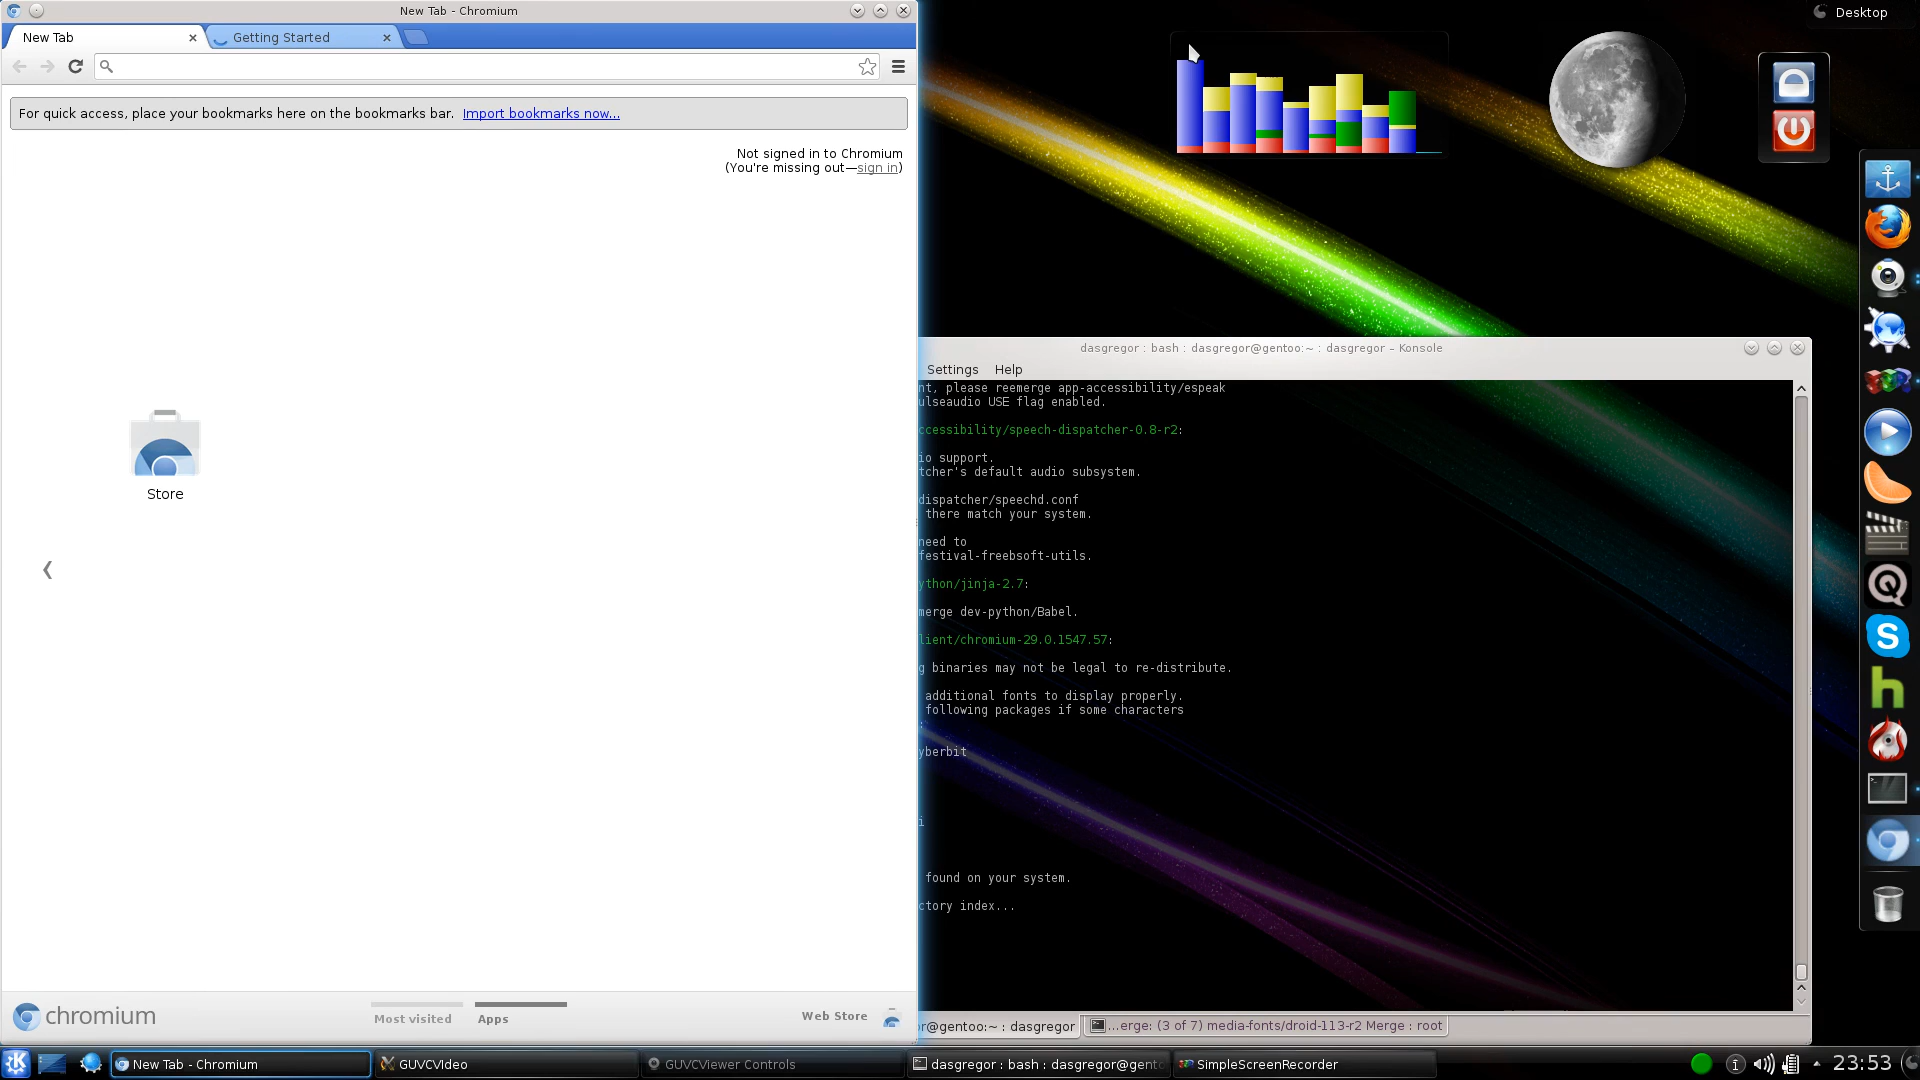 New Tab - Chromium
New Tab
Getting Started
For quick access, place your bookmarks here on the bookmarks bar. Import bookmarks now...
Not signed in to Chromium
(You're missing out—sign in)
Store
chromium
Most visited
Apps
Web Store
Desktop
dasgregor : bash : dasgregor@gentoo:~ : dasgregor – Konsole
Settings Help
nt, please reemerge app-accessibility/espeak
ulseaudio USE flag enabled.
ccessibility/speech-dispatcher-0.8-r2:
io support.
tcher's default audio subsystem.
dispatcher/speechd.conf
there match your system.
need to
festival-freebsoft-utils.
ython/jinja-2.7:
merge dev-python/Babel.
lient/chromium-29.0.1547.57:
g binaries may not be legal to re-distribute.
additional fonts to display properly.
following packages if some characters
:
yberbit
i
found on your system.
ctory index...
or@gentoo:~ : dasgregor
...erge: (3 of 7) media-fonts/droid-113-r2 Merge : root
New Tab - Chromium
GUVCVideo
GUVCViewer Controls
dasgregor : bash : dasgregor@gento
SimpleScreenRecorder
23:53